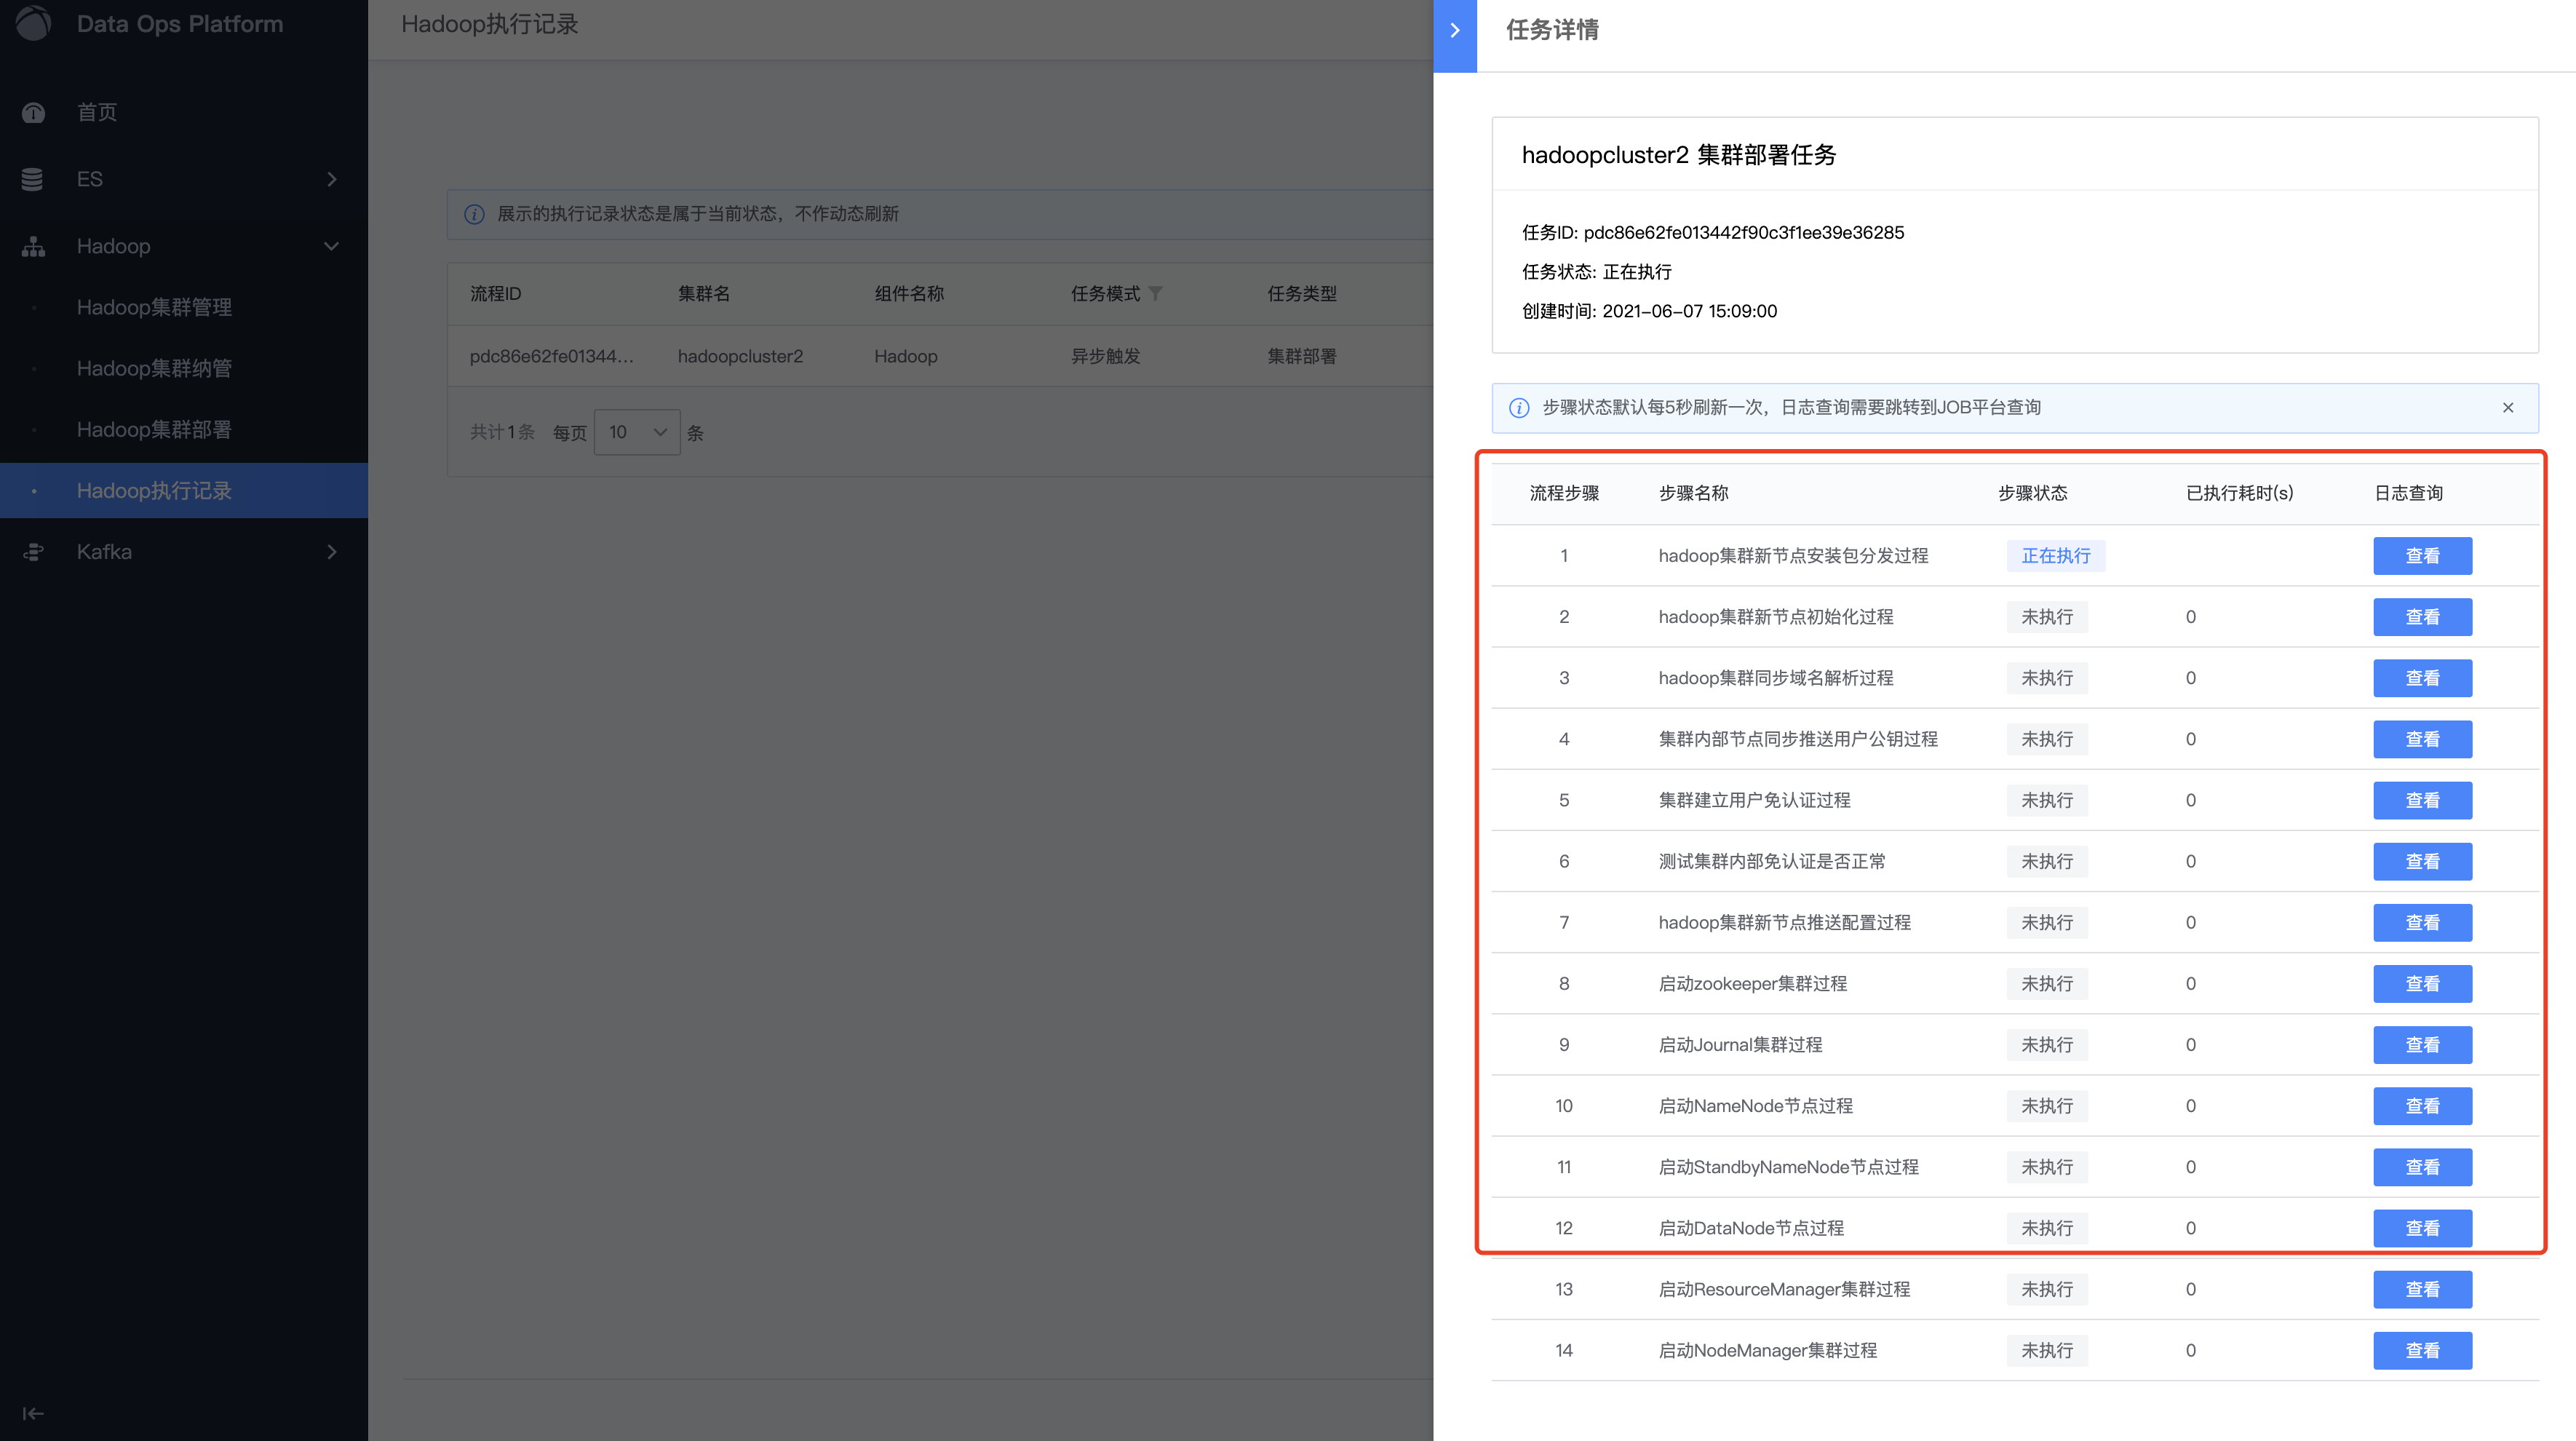 Data Ops Platform
首页
ES
Hadoop
Hadoop集群管理
Hadoop集群纳管
Hadoop集群部署
Hadoop执行记录
Kafka
Hadoop执行记录
展示的执行记录状态是属于当前状态，不作动态刷新
流程ID 集群名 组件名称 任务模式 任务类型
pdc86e62fe01344... hadoopcluster2 Hadoop 异步触发 集群部署
共计1条 每页 10 条
任务详情
hadoopcluster2 集群部署任务
任务ID: pdc86e62fe013442f90c3f1ee39e36285
任务状态: 正在执行
创建时间: 2021-06-07 15:09:00
步骤状态默认每5秒刷新一次，日志查询需要跳转到JOB平台查询
流程步骤 步骤名称 步骤状态 已执行耗时(s) 日志查询
1 hadoop集群新节点安装包分发过程 正在执行 查看
2 hadoop集群新节点初始化过程 未执行 0 查看
3 hadoop集群同步域名解析过程 未执行 0 查看
4 集群内部节点同步推送用户公钥过程 未执行 0 查看
5 集群建立用户免认证过程 未执行 0 查看
6 测试集群内部免认证是否正常 未执行 0 查看
7 hadoop集群新节点推送配置过程 未执行 0 查看
8 启动zookeeper集群过程 未执行 0 查看
9 启动Journal集群过程 未执行 0 查看
10 启动NameNode节点过程 未执行 0 查看
11 启动StandbyNameNode节点过程 未执行 0 查看
12 启动DataNode节点过程 未执行 0 查看
13 启动ResourceManager集群过程 未执行 0 查看
14 启动NodeManager集群过程 未执行 0 查看